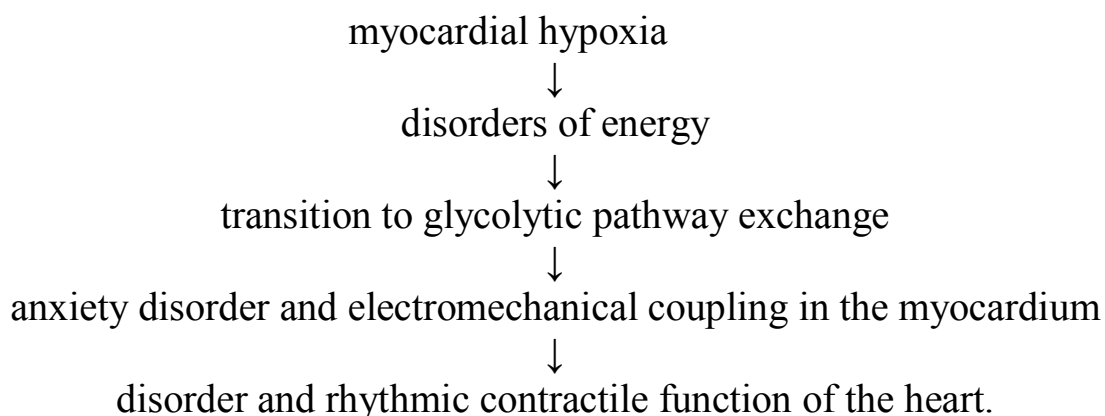 myocardial hypoxia
↓
disorders of energy
↓
transition to glycolytic pathway exchange
↓
anxiety disorder and electromechanical coupling in the myocardium
↓
disorder and rhythmic contractile function of the heart.